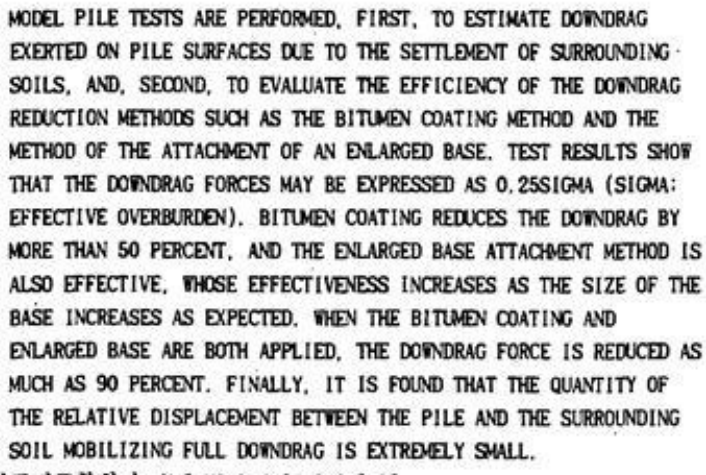 MODEL PILE TESTS ARE PERFORMED, FIRST, TO ESTIMATE DOWNDRAG
EXERTED ON PILE SURFACES DUE TO THE SETTLEMENT OF SURROUNDING
SOILS, AND, SECOND, TO EVALUATE THE EFFICIENCY OF THE DOWNDRAG
REDUCTION METHODS SUCH AS THE BITUMEN COATING METHOD AND THE
METHOD OF THE ATTACHMENT OF AN ENLARGED BASE. TEST RESULTS SHOW
THAT THE DOWNDRAG FORCES MAY BE EXPRESSED AS 0.25SIGMA (SIGMA:
EFFECTIVE OVERBURDEN). BITUMEN COATING REDUCES THE DOWNDRAG BY
MORE THAN 50 PERCENT, AND THE ENLARGED BASE ATTACHMENT METHOD IS
ALSO EFFECTIVE, WHOSE EFFECTIVENESS INCREASES AS THE SIZE OF THE
BASE INCREASES AS EXPECTED. WHEN THE BITUMEN COATING AND
ENLARGED BASE ARE BOTH APPLIED, THE DOWNDRAG FORCE IS REDUCED AS
MUCH AS 90 PERCENT. FINALLY, IT IS FOUND THAT THE QUANTITY OF
THE RELATIVE DISPLACEMENT BETWEEN THE PILE AND THE SURROUNDING
SOIL MOBILIZING FULL DOWNDRAG IS EXTREMELY SMALL.